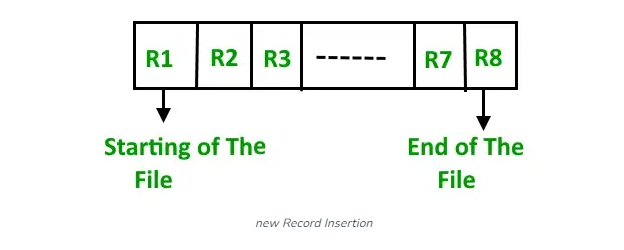 R1 R2 R3 ------ R7 R8
Starting of The
File
End of The
File
new Record Insertion